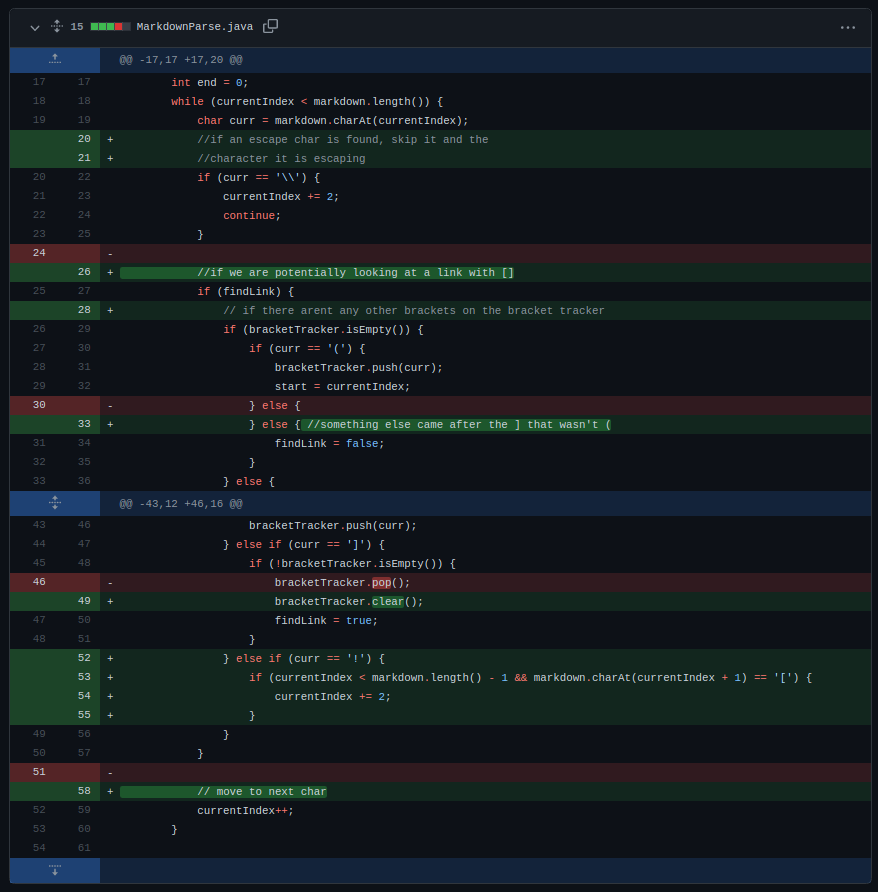 15 MarkdownParse.java
@@ -17,17 +17,20 @@
17 17 int end = 0;
18 18 while (currentIndex < markdown.length()) {
19 19 char curr = markdown.charAt(currentIndex);
20 + //if an escape char is found, skip it and the
21 + //character it is escaping
20 22 if (curr == '\\') {
21 23 currentIndex += 2;
22 24 continue;
23 25 }
24 -
26 + //if we are potentially looking at a link with []
25 27 if (findLink) {
28 + // if there arent any other brackets on the bracket tracker
26 29 if (bracketTracker.isEmpty()) {
27 30 if (curr == '(') {
28 31 bracketTracker.push(curr);
29 32 start = currentIndex;
30 - } else {
33 + } else { //something else came after the ] that wasn't (
31 34 findLink = false;
32 35 }
33 36 } else {
@@ -43,12 +46,16 @@
43 46 bracketTracker.push(curr);
44 47 } else if (curr == ']') {
45 48 if (!bracketTracker.isEmpty()) {
46 - bracketTracker.pop();
49 + bracketTracker.clear();
47 50 findLink = true;
48 51 }
52 + } else if (curr == '!') {
53 + if (currentIndex < markdown.length() - 1 && markdown.charAt(currentIndex + 1) == '[') {
54 + currentIndex += 2;
55 + }
49 56 }
50 57 }
51 -
58 + // move to next char
52 59 currentIndex++;
53 60 }
54 61